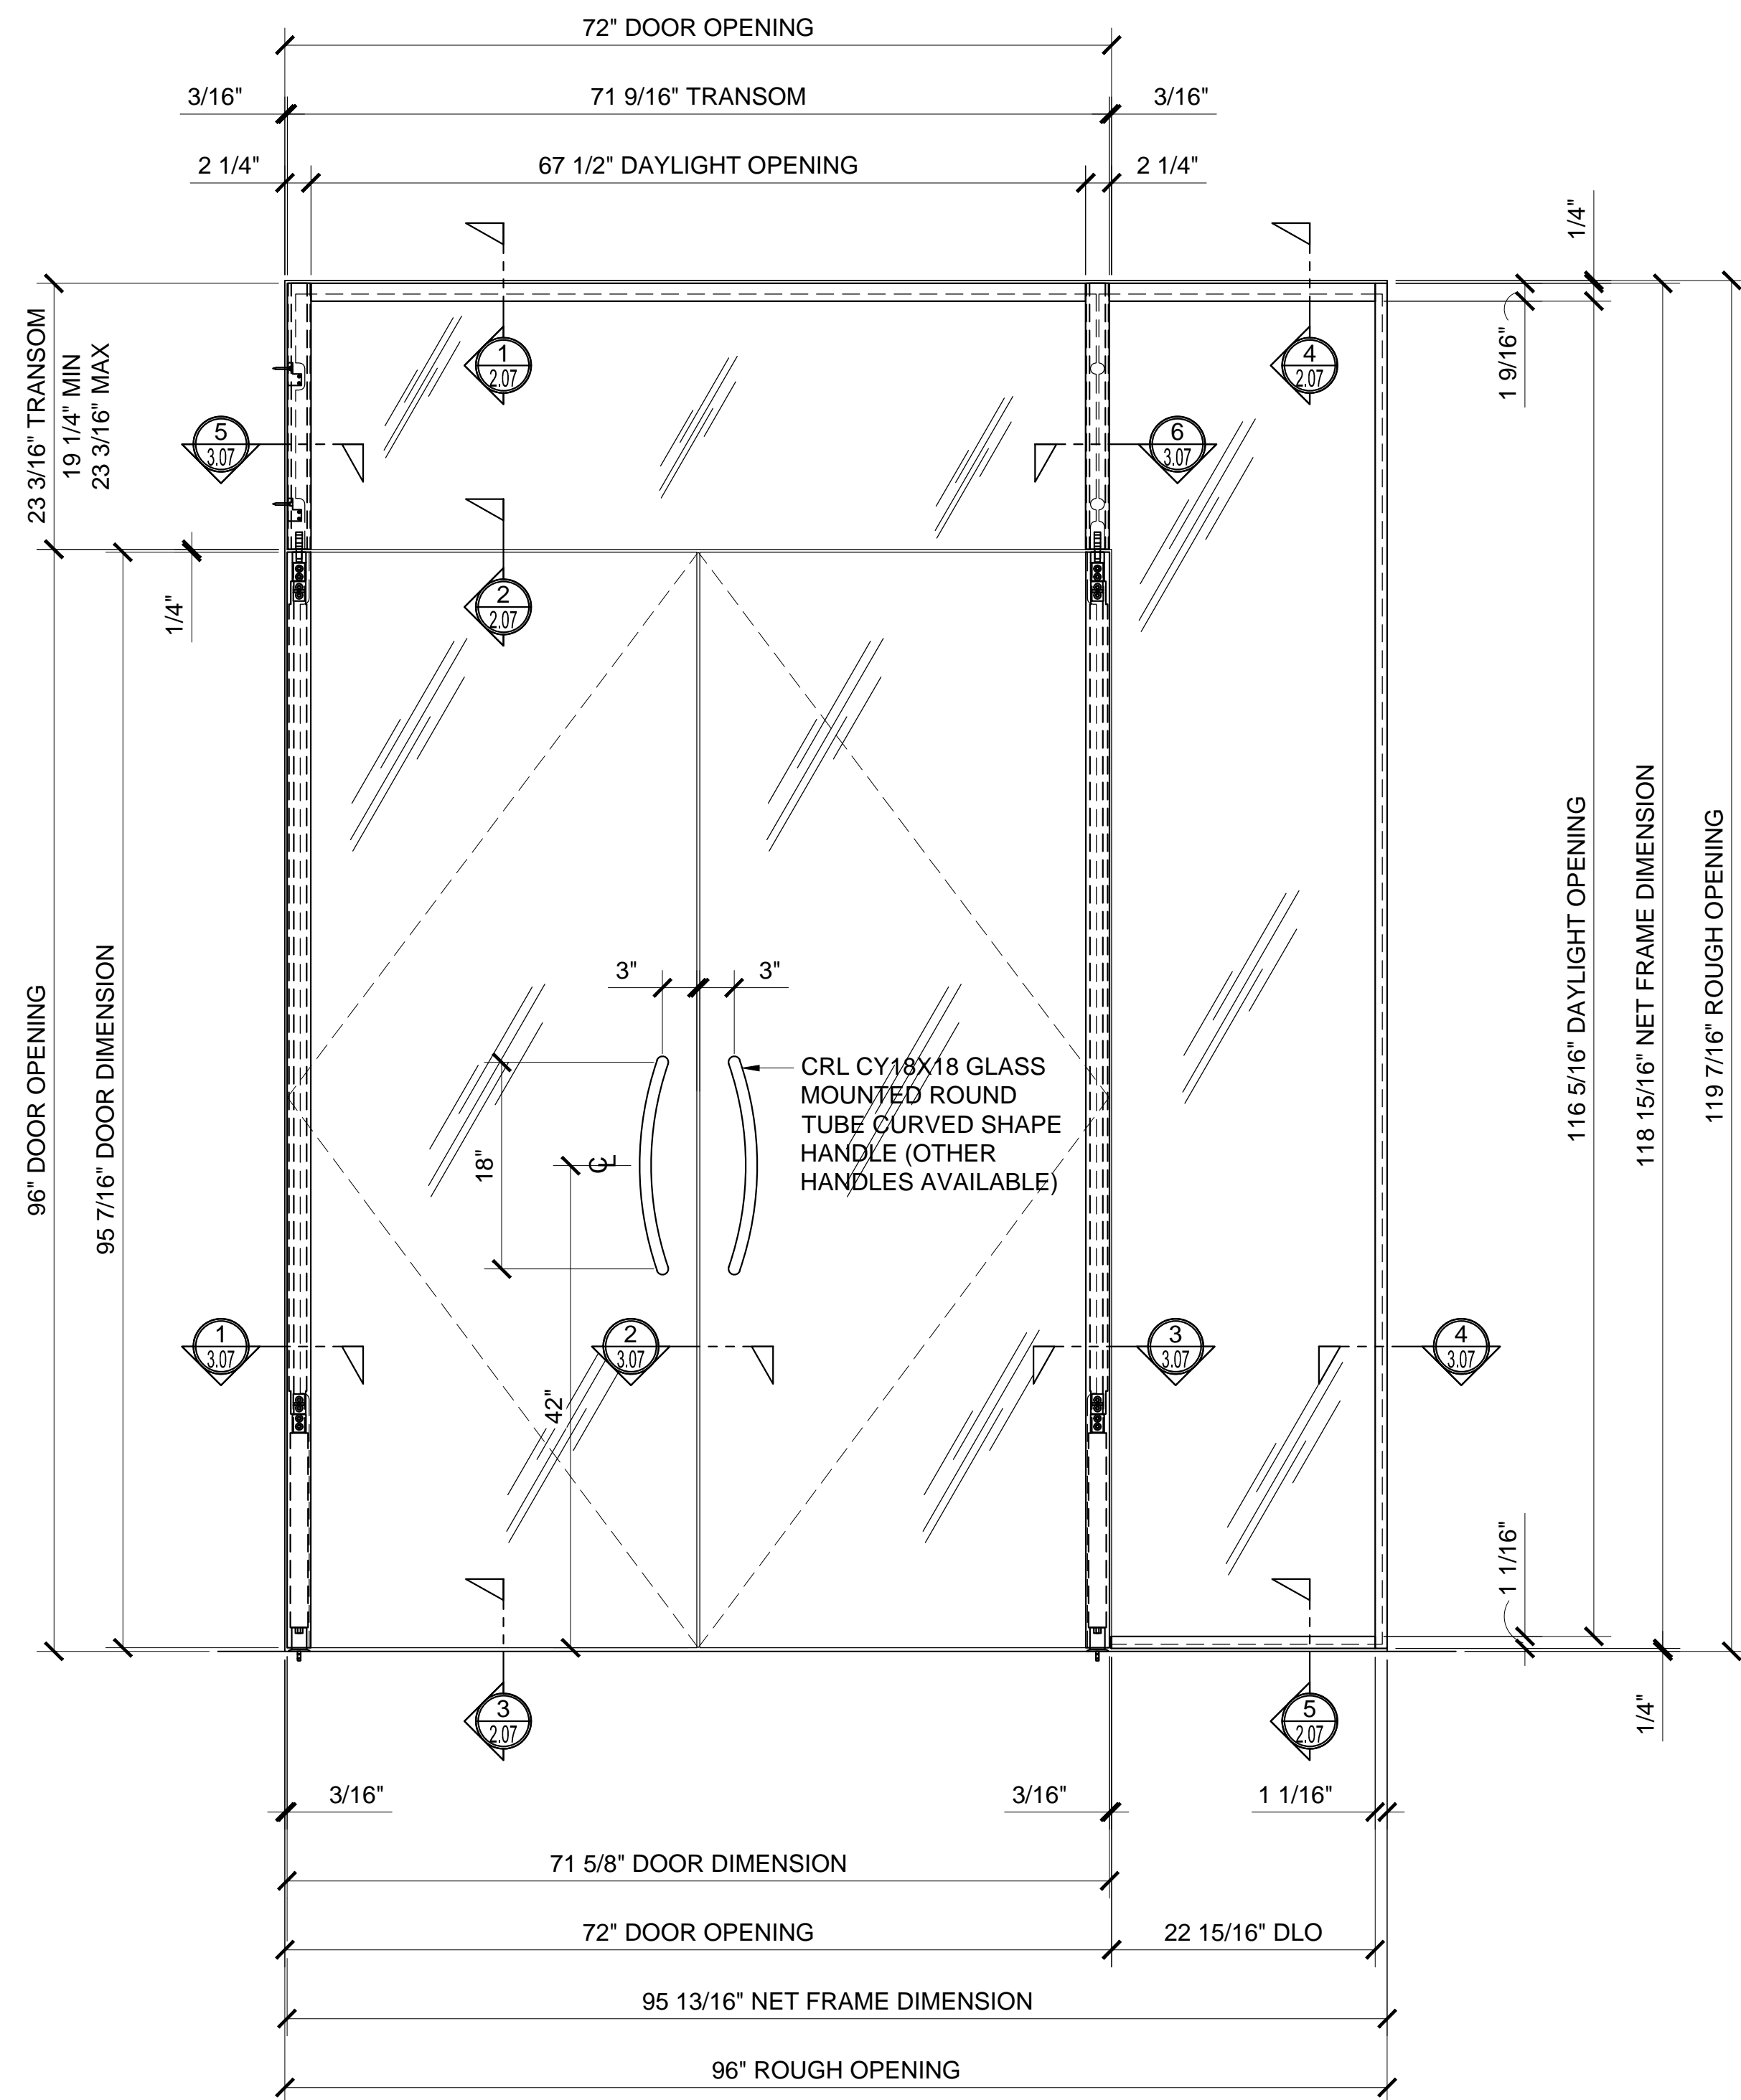 72" DOOR OPENING
3/16"
71 9/16" TRANSOM
3/16"
2 1/4"
67 1/2" DAYLIGHT OPENING
2 1/4"
1/4"
1 9/16"
23 3/16" TRANSOM
19 1/4" MIN
23 3/16" MAX
1
2.07
4
2.07
5
3.07
6
3.07
1/4"
2
2.07
96" DOOR OPENING
95 7/16" DOOR DIMENSION
3"
3"
18"
CL
42"
CRL CY18X18 GLASS
MOUNTED ROUND
TUBE CURVED SHAPE
HANDLE (OTHER
HANDLES AVAILABLE)
116 5/16" DAYLIGHT OPENING
118 15/16" NET FRAME DIMENSION
119 7/16" ROUGH OPENING
1
3.07
2
3.07
3
3.07
4
3.07
1 1/16"
1/4"
3
2.07
5
2.07
3/16"
3/16"
1 1/16"
71 5/8" DOOR DIMENSION
72" DOOR OPENING
22 15/16" DLO
95 13/16" NET FRAME DIMENSION
96" ROUGH OPENING